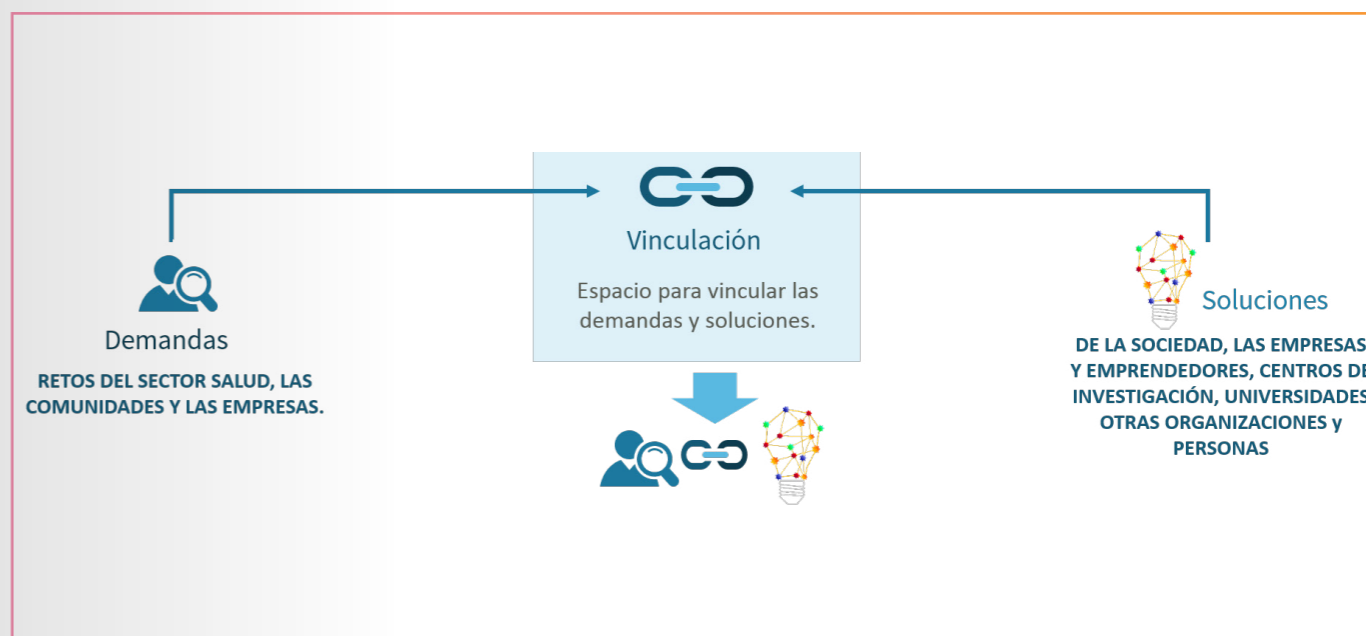 Demandas
RETOS DEL SECTOR SALUD, LAS
COMUNIDADES Y LAS EMPRESAS.
Vinculación
Espacio para vincular las
demandas y soluciones.
Soluciones
DE LA SOCIEDAD, LAS EMPRESAS
Y EMPRENDEDORES, CENTROS DE
INVESTIGACIÓN, UNIVERSIDADES
OTRAS ORGANIZACIONES y
PERSONAS